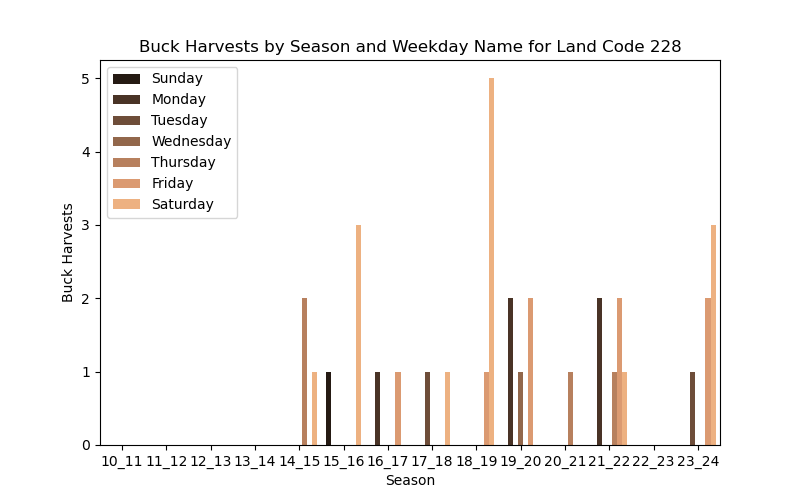 Buck Harvests by Season and Weekday Name for Land Code 228
Sunday
Monday
Tuesday
Wednesday
Thursday
Friday
Saturday
5
4
3
2
1
0
Buck Harvests
10_11 11_12 12_13 13_14 14_15 15_16 16_17 17_18 18_19 19_20 20_21 21_22 22_23 23_24
Season